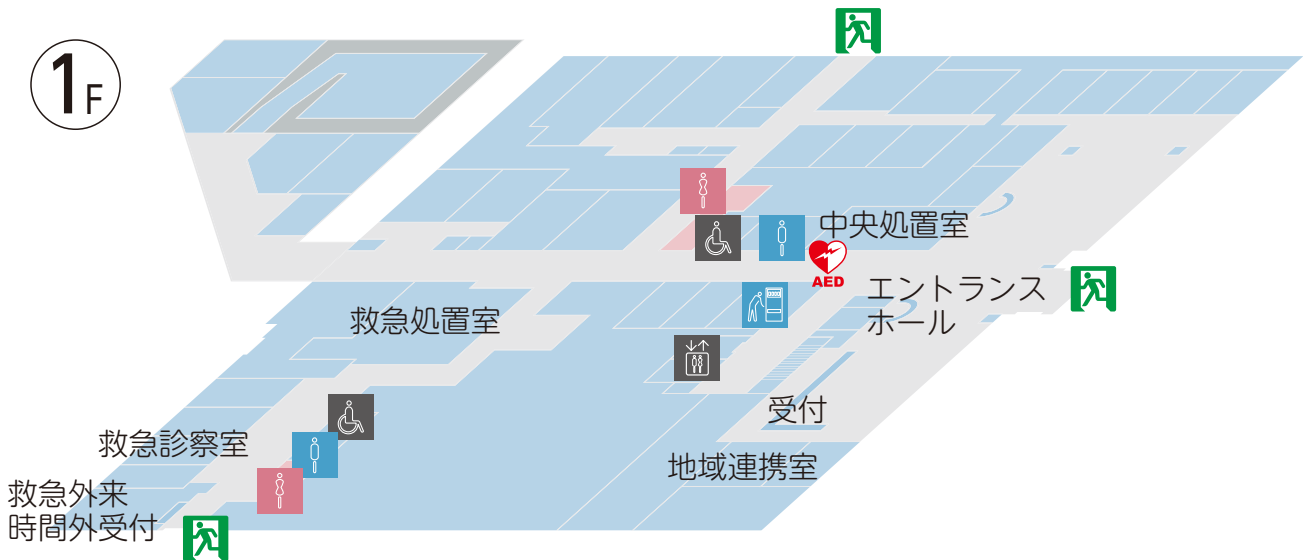 1F
中央処置室
AED
エントランス
ホール
救急処置室
受付
救急診察室
地域連携室
救急外来
時間外受付